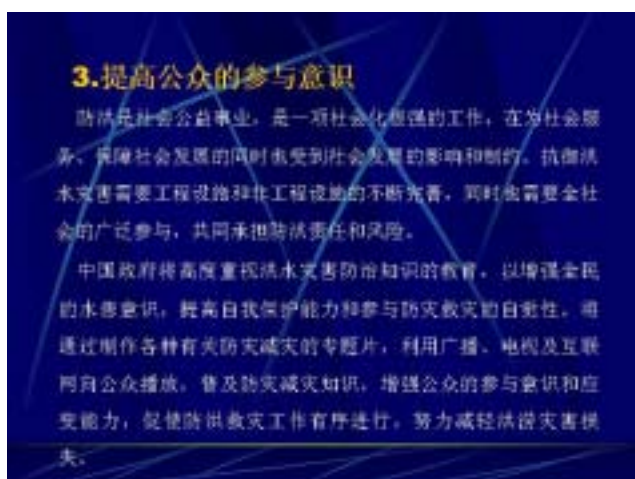 3.提高公众的参与意识
防洪是社会公益事业，是一项社会化很强的工作，在为社会服
务、保障社会发展的同时也受到社会发展的影响和制约。抗御洪
水灾害需要工程设施和非工程设施的不断完善，同时也需要全社
会的广泛参与，共同承担防洪责任和风险。
中国政府将高度重视洪水灾害防治知识的教育，以增强全民
的水患意识，提高自我保护能力和参与防灾救灾的自觉性。将
通过制作各种有关防灾减灾的专题片，利用广播、电视及互联
网向公众播放，普及防灾减灾知识，增强公众的参与意识和应
变能力，促使防洪救灾工作有序进行，努力减轻洪涝灾害损
失。